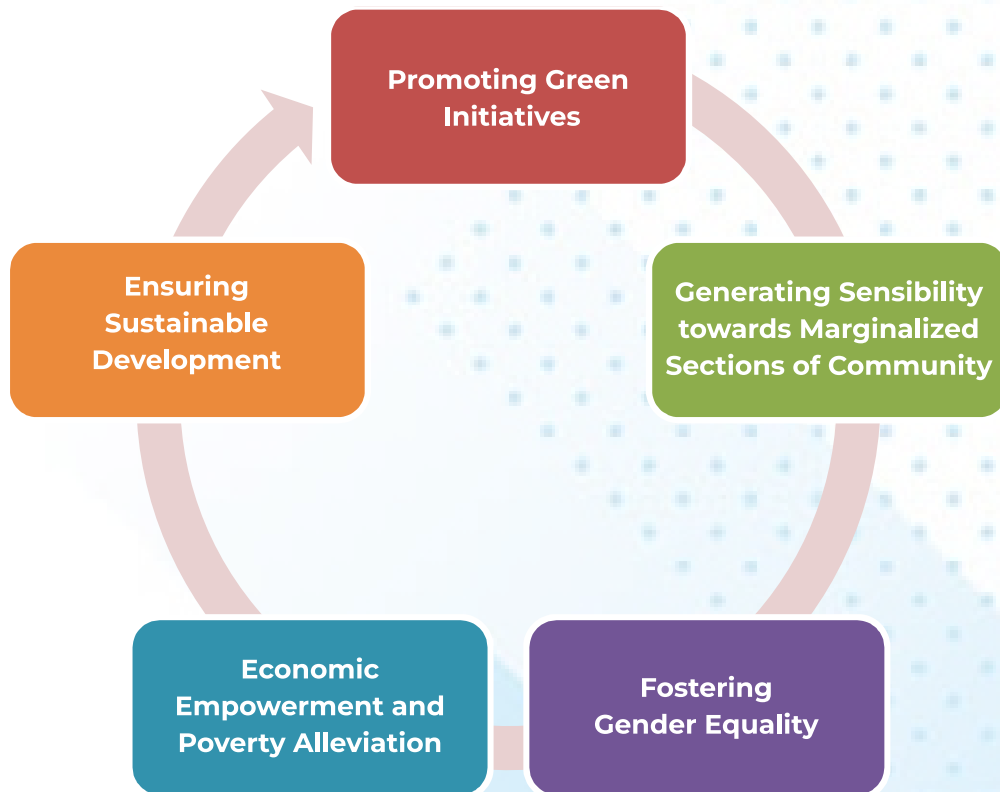 Promoting Green
Initiatives
Generating Sensibility
towards Marginalized
Sections of Community
Fostering
Gender Equality
Economic
Empowerment and
Poverty Alleviation
Ensuring
Sustainable
Development